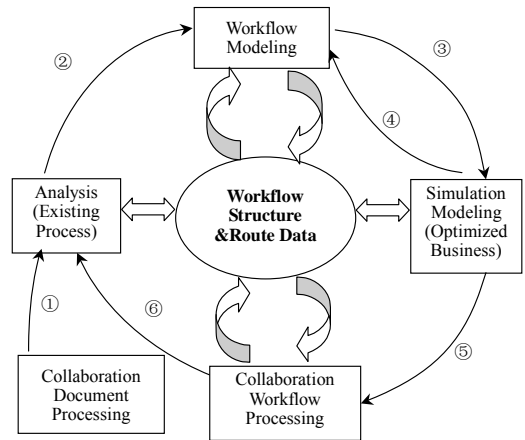 Workflow
Modeling
②
③
④
Analysis
(Existing
Process)
Workflow
Structure
&Route Data
Simulation
Modeling
(Optimized
Business)
①
⑥
⑤
Collaboration
Document
Processing
Collaboration
Workflow
Processing